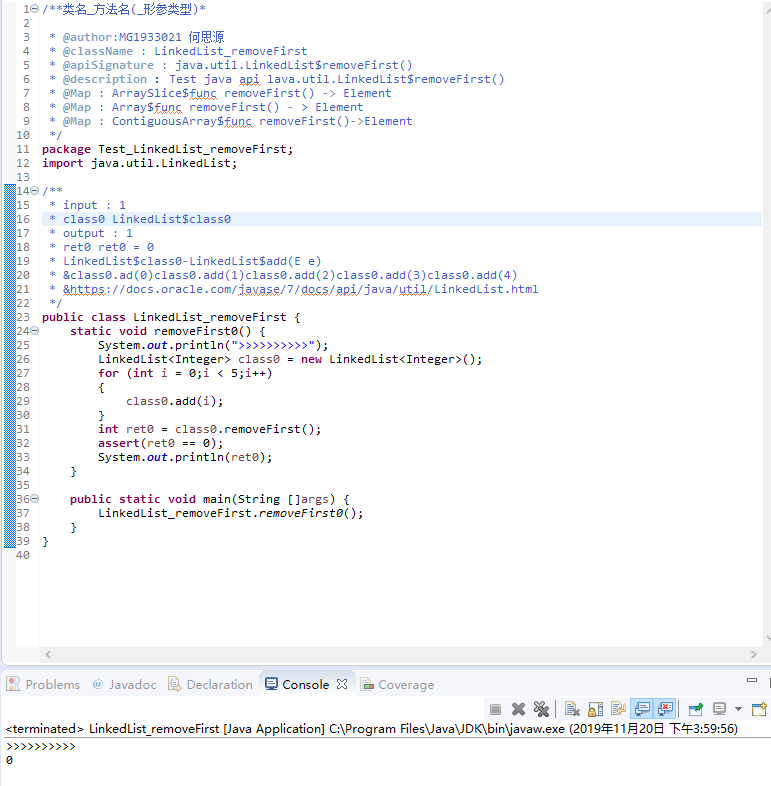 1 /**类名_方法名(_形参类型)*
2
3 * @author:MG1933021 何思源
4 * @className : LinkedList_removeFirst
5 * @apiSignature : java.util.LinkedList$removeFirst()
6 * @description : Test java api lava.util.LinkedList$removeFirst()
7 * @Map : ArraySlice$func removeFirst() -> Element
8 * @Map : Array$func removeFirst() - > Element
9 * @Map : ContiguousArray$func removeFirst()->Element
10 */
11 package Test_LinkedList_removeFirst;
12 import java.util.LinkedList;
13
14 /**
15 * input : 1
16 * class0 LinkedList$class0
17 * output : 1
18 * ret0 ret0 = 0
19 * LinkedList$class0-LinkedList$add(E e)
20 * &class0.ad(0)class0.add(1)class0.add(2)class0.add(3)class0.add(4)
21 * &https://docs.oracle.com/javase/7/docs/api/java/util/LinkedList.html
22 */
23 public class LinkedList_removeFirst {
24 static void removeFirst0() {
25 System.out.println(">>>>>>>>>>");
26 LinkedList<Integer> class0 = new LinkedList<Integer>();
27 for (int i = 0;i < 5;i++)
28 {
29 class0.add(i);
30 }
31 int ret0 = class0.removeFirst();
32 assert(ret0 == 0);
33 System.out.println(ret0);
34 }
35
36 public static void main(String []args) {
37 LinkedList_removeFirst.removeFirst0();
38 }
39 }
40
Problems @ Javadoc Declaration Console Coverage
<terminated> LinkedList_removeFirst [Java Application] C:\Program Files\Java\JDK\bin\javaw.exe (2019年11月20日 下午3:59:56)
>>>>>>>>>>
0